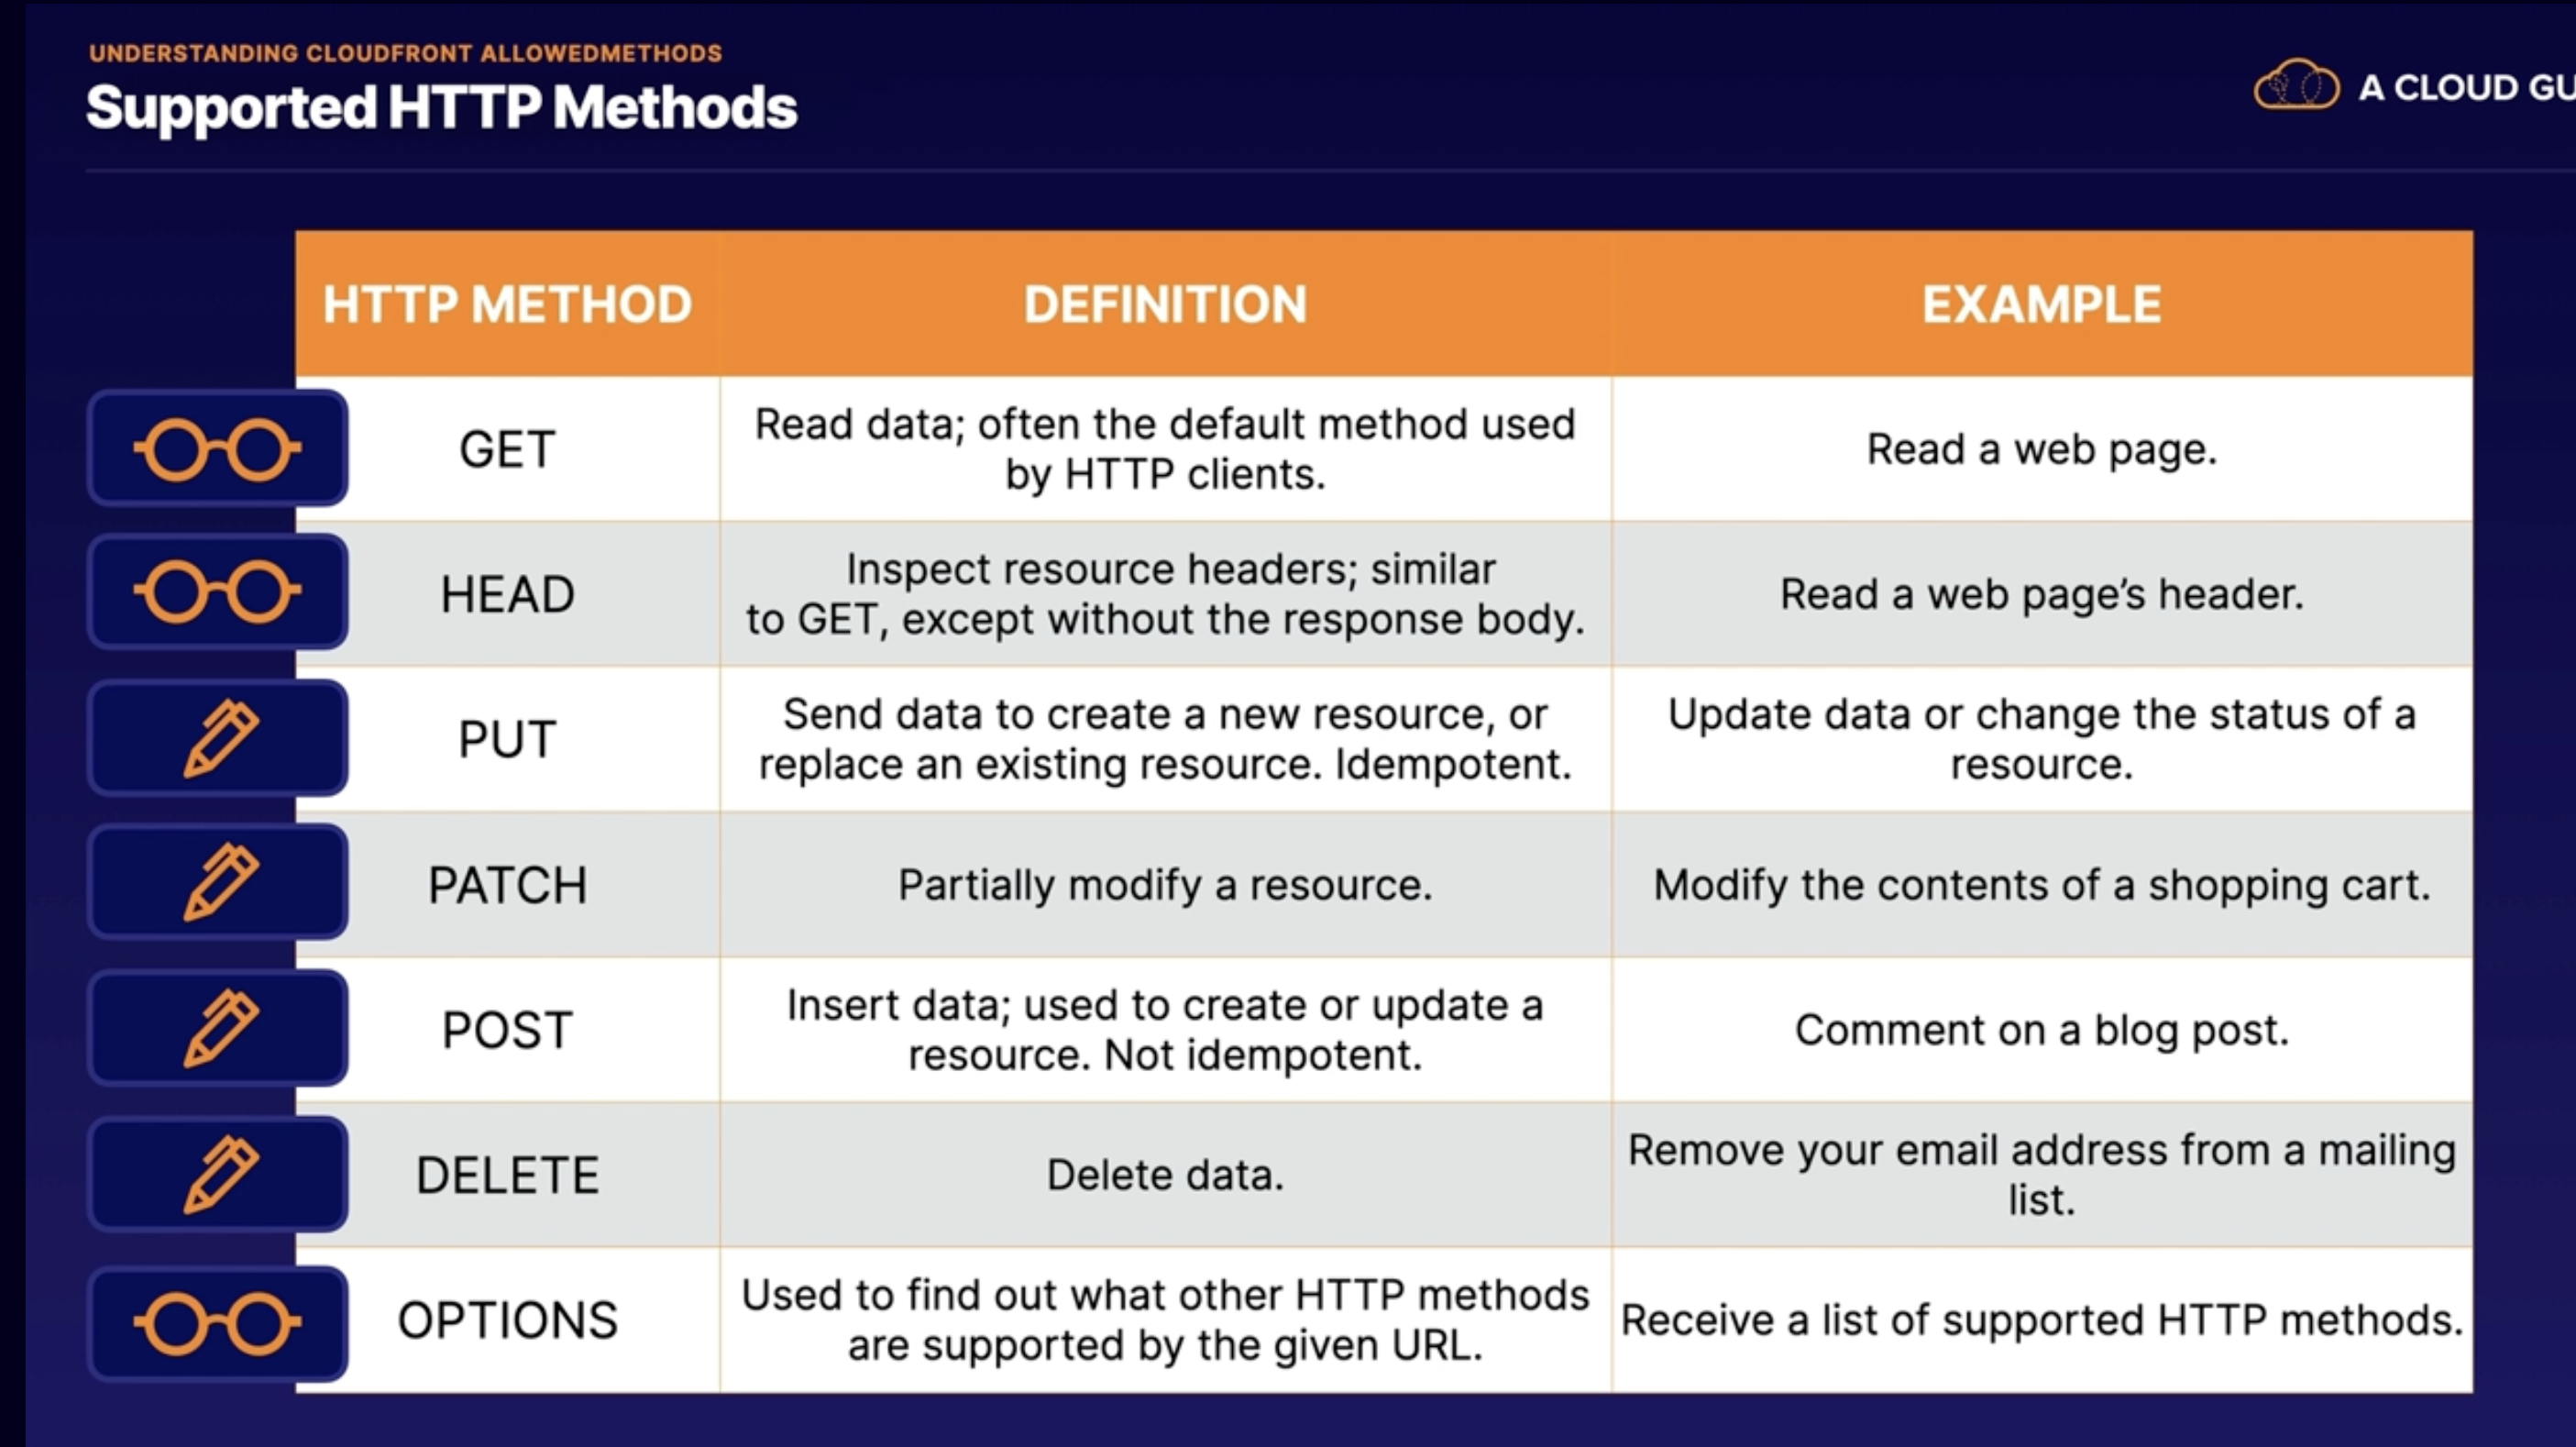 UNDERSTANDING CLOUDFRONT ALLOWEDMETHODS
Supported HTTP Methods
A CLOUD GU
HTTP METHOD
DEFINITION
EXAMPLE
GET
Read data; often the default method used
by HTTP clients.
Read a web page.
HEAD
Inspect resource headers; similar
to GET, except without the response body.
Read a web page’s header.
PUT
Send data to create a new resource, or
replace an existing resource. Idempotent.
Update data or change the status of a
resource.
PATCH
Partially modify a resource.
Modify the contents of a shopping cart.
POST
Insert data; used to create or update a
resource. Not idempotent.
Comment on a blog post.
DELETE
Delete data.
Remove your email address from a mailing
list.
OPTIONS
Used to find out what other HTTP methods
are supported by the given URL.
Receive a list of supported HTTP methods.